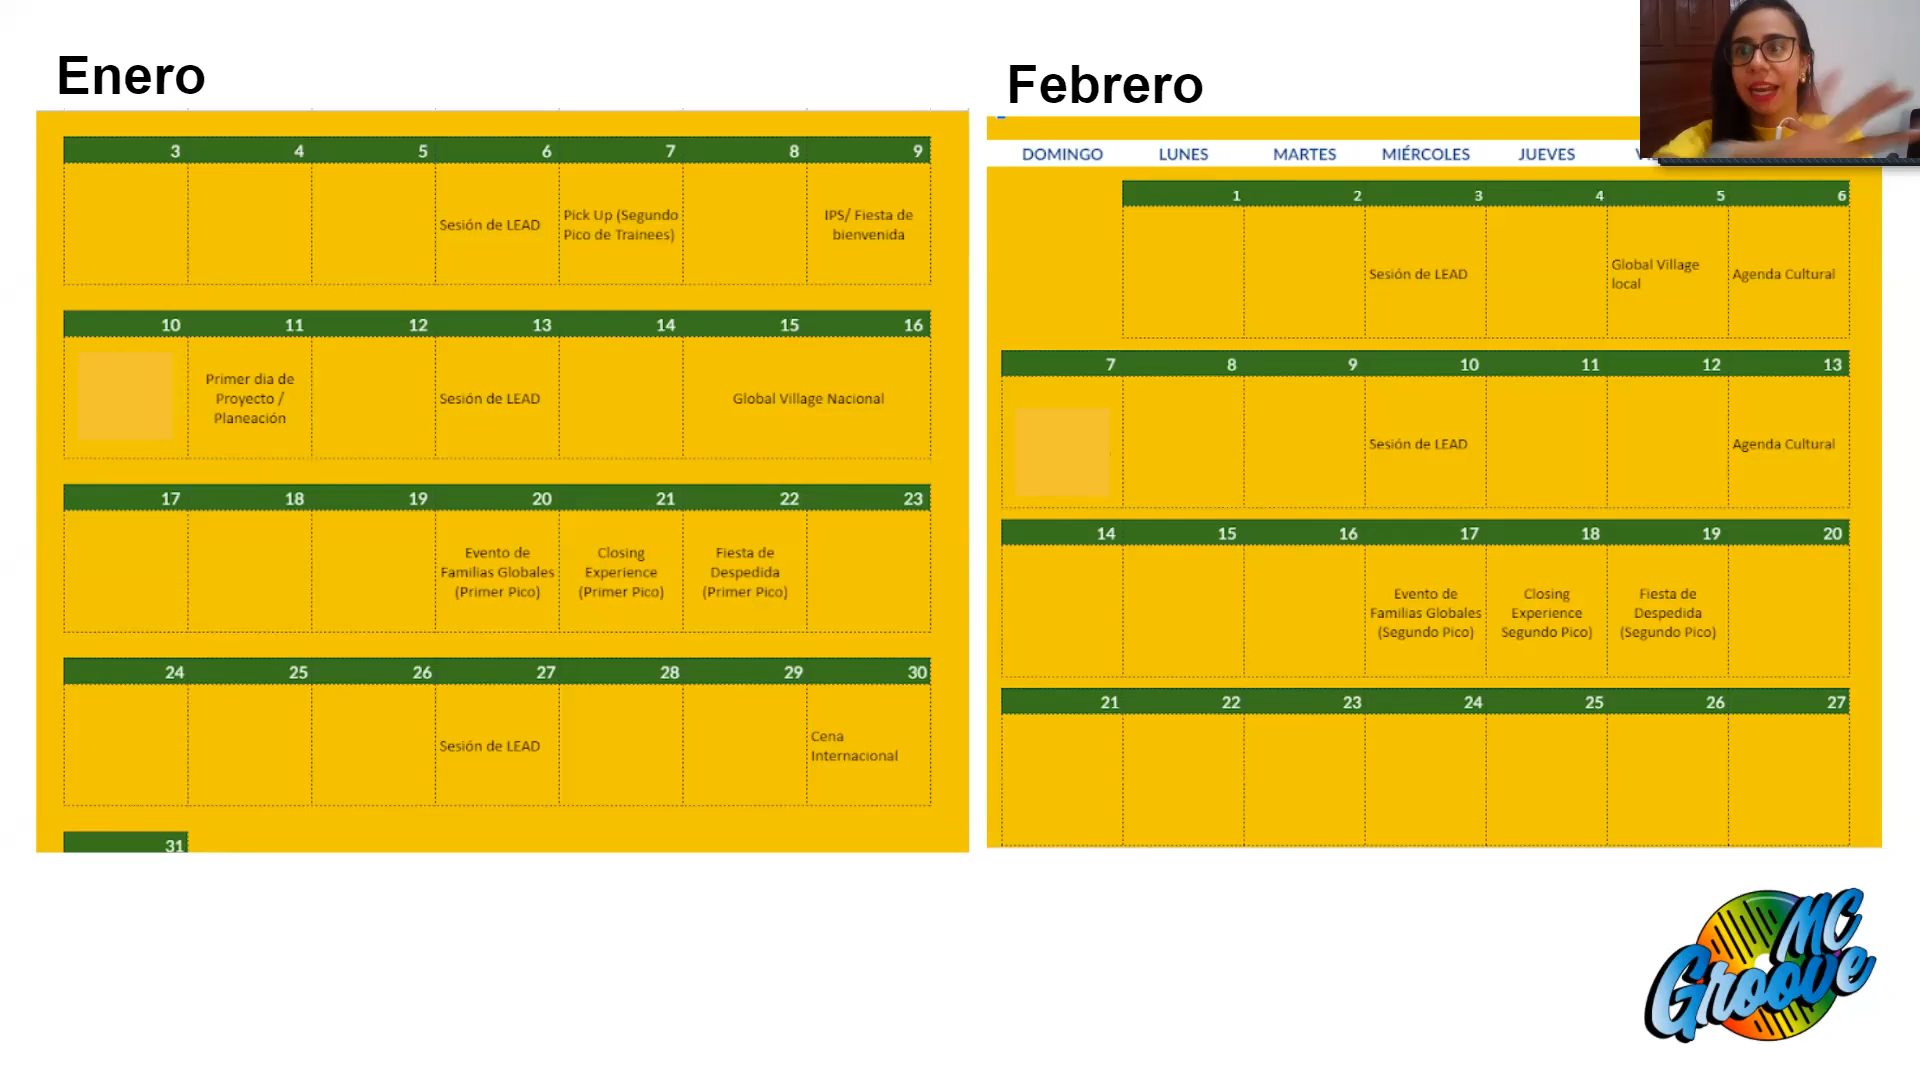 Enero
3 4 5 6 7 8 9
Sesión de LEAD
Pick Up (Segundo
Pico de Trainees)
IPS/ Fiesta de
bienvenida
10 11 12 13 14 15 16
Primer dia de
Proyecto /
Planeación
Sesión de LEAD
Global Village Nacional
17 18 19 20 21 22 23
Evento de
Familias Globales
(Primer Pico)
Closing
Experience
(Primer Pico)
Fiesta de
Despedida
(Primer Pico)
24 25 26 27 28 29 30
Sesión de LEAD
Cena
Internacional
31
Febrero
DOMINGO LUNES MARTES MIÉRCOLES JUEVES
1 2 3 4 5 6
Sesión de LEAD
Global Village
local
Agenda Cultural
7 8 9 10 11 12 13
Sesión de LEAD
Agenda Cultural
14 15 16 17 18 19 20
Evento de
Familias Globales
(Segundo Pico)
Closing
Experience
Segundo Pico)
Fiesta de
Despedida
(Segundo Pico)
21 22 23 24 25 26 27
MC
Groove